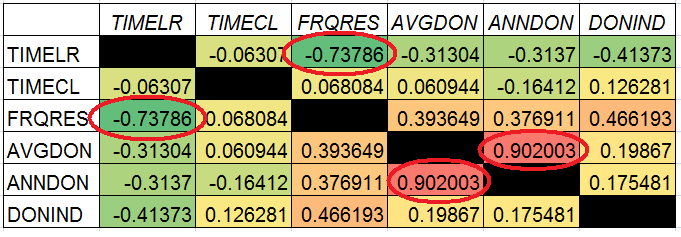 TIMELR TIMECL FRQRES AVGDON ANNDON DONIND
TIMELR -0.06307 -0.73786 -0.31304 -0.3137 -0.41373
TIMECL -0.06307 0.068084 0.060944 -0.16412 0.126281
FRQRES -0.73786 0.068084 0.393649 0.376911 0.466193
AVGDON -0.31304 0.060944 0.393649 0.902003 0.19867
ANNDON -0.3137 -0.16412 0.376911 0.902003 0.175481
DONIND -0.41373 0.126281 0.466193 0.19867 0.175481